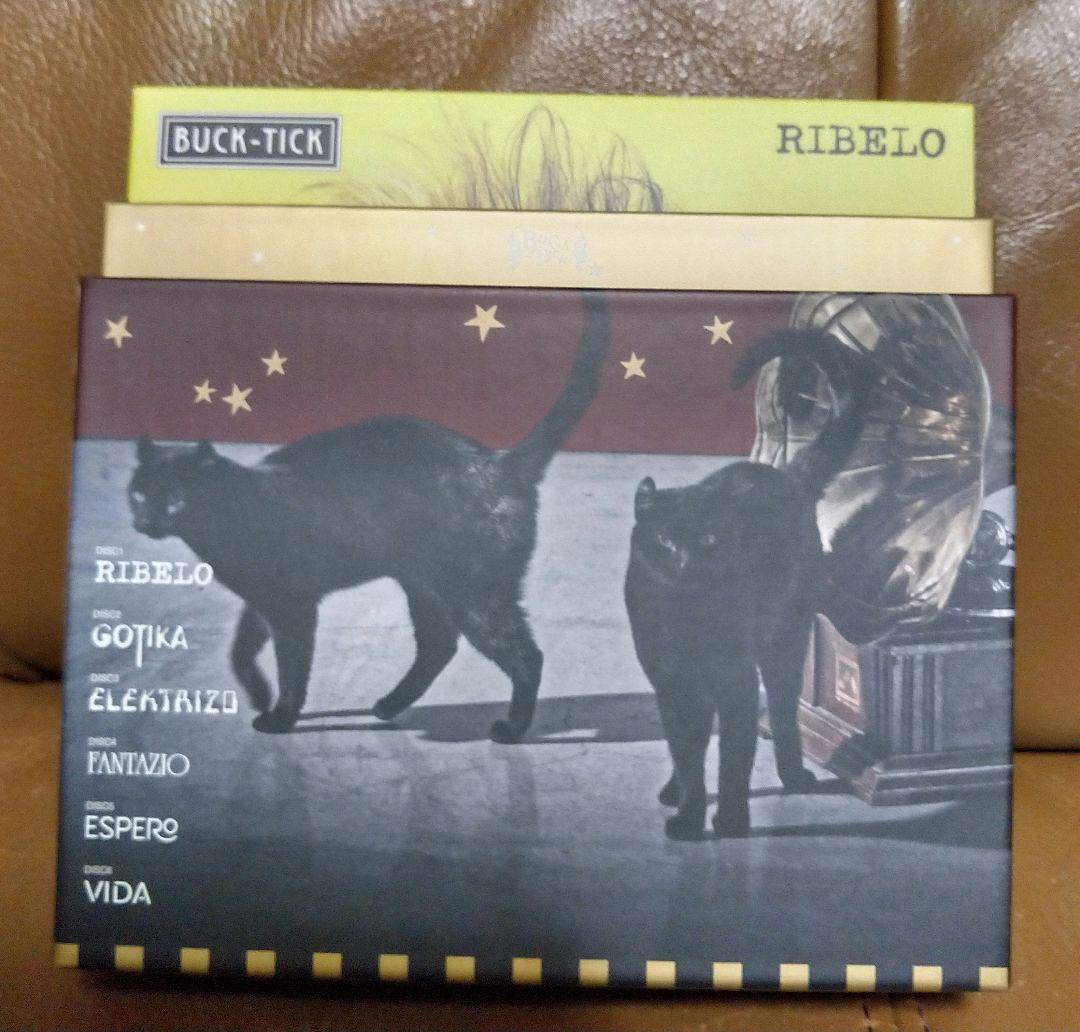 BUCK-TICK
RIBELO
DISC1
RIBELO
DISC2
GOTIKA
DISC3
ELEKTRIZO
DISC4
FANTAZIO
DISC5
ESPERO
DISC6
VIDA